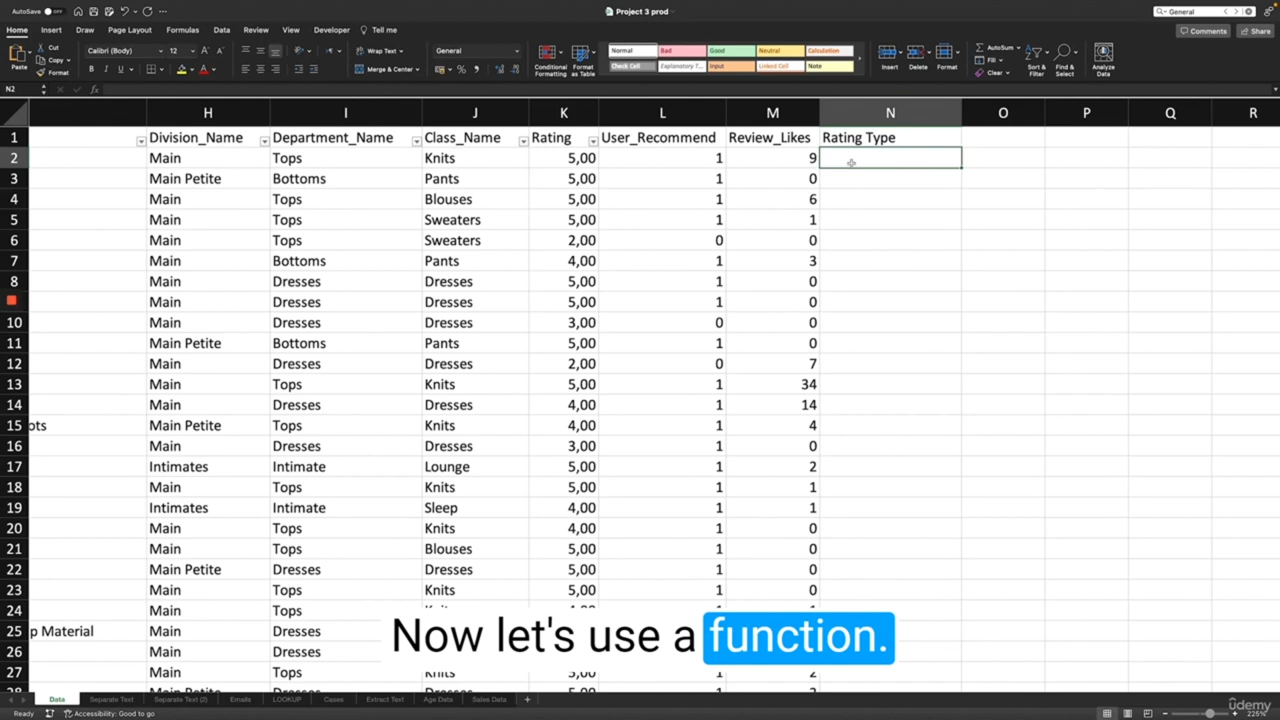 AutoSave OFF Project 3 prod General
Home Insert Draw Page Layout Formulas Data Page Review View Developer Tell me Comments Share
Paste Cut Copy Format Calibri (Body) 12 A A Wrap Text General Conditional Formatting Format as Table Normal Bad Good Neutral Calculation Insert Delete Format AutoSum Fill Clear Sort & Filter Find & Select Analyze Data
B I U A Merge & Center % Check Cell Explanatory T... Input Linked Cell Note
N2 fx
H I J K L M N O P Q R
1 Division_Name Department_Name Class_Name Rating User_Recommend Review_Likes Rating Type
2 Main Tops Knits 5,00 1 9
3 Main Petite Bottoms Pants 5,00 1 0
4 Main Tops Blouses 5,00 1 6
5 Main Tops Sweaters 5,00 1 1
6 Main Tops Sweaters 2,00 0 0
7 Main Bottoms Pants 4,00 1 3
8 Main Dresses Dresses 5,00 1 0
Main Dresses Dresses 5,00 1 0
10 Main Dresses Dresses 3,00 0 0
11 Main Petite Bottoms Pants 5,00 1 0
12 Main Dresses Dresses 2,00 0 7
13 Main Tops Knits 5,00 1 34
14 Main Dresses Dresses 4,00 1 14
15 ots Main Petite Tops Knits 4,00 1 4
16 Main Dresses Dresses 3,00 1 0
17 Intimates Intimate Lounge 5,00 1 2
18 Main Tops Knits 5,00 1 1
19 Intimates Intimate Sleep 4,00 1 1
20 Main Tops Knits 4,00 1 0
21 Main Tops Blouses 5,00 1 0
22 Main Petite Dresses Dresses 5,00 1 0
23 Main Tops Knits 5,00 1 0
24 Main Tops
25 p Material Main Dresses
Now let's use a function.
26 Main Dresses
27 Main Tops Knits 5,00 1 2
28 Main Petite
Data Separate Text Separate Text (2) Emails LOOKUP Cases Extract Text Age Data Sales Data +
Ready Accessibility: Good to go 225%
udemy